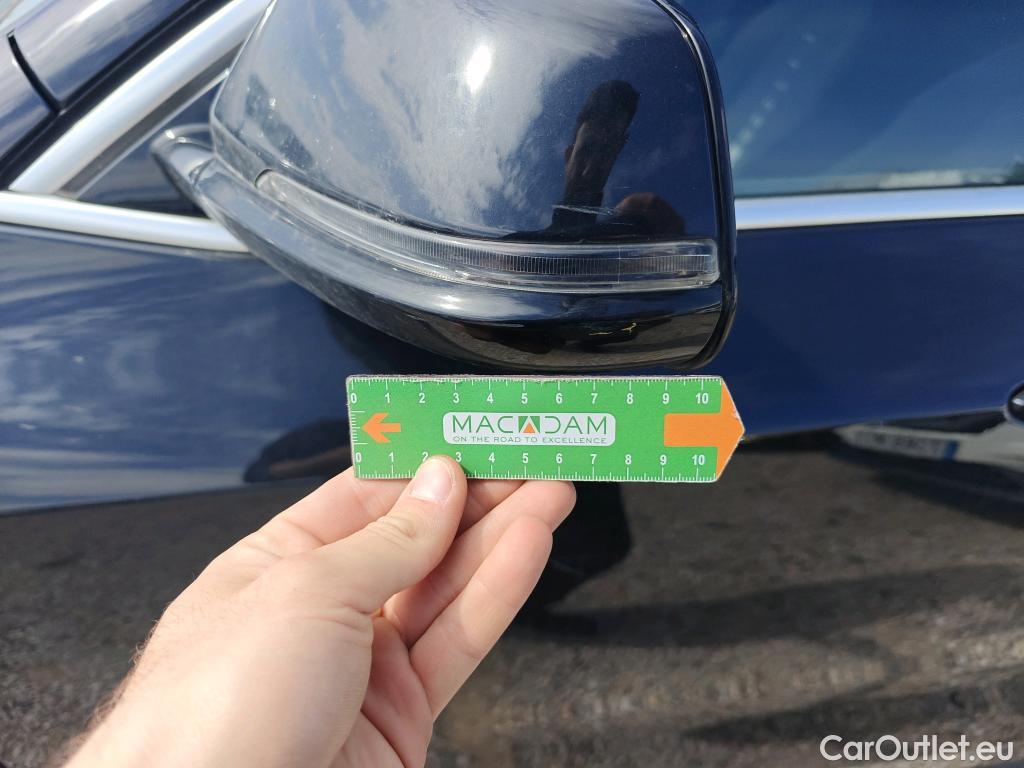 0 1 2 3 4 5 6 7 8 9 10
MACADAM
ON THE ROAD TO EXCELLENCE
0 1 2 3 4 5 6 7 8 9 10
CarOutlet.eu